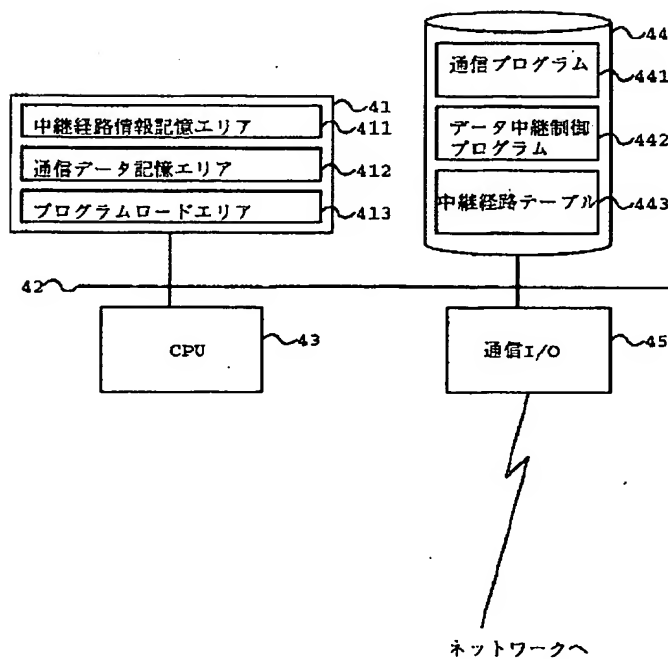 44
通信プログラム
441
データ中継制御
プログラム
442
中継経路テーブル
443
41
中継経路情報記憶エリア
411
通信データ記憶エリア
412
プログラムロードエリア
413
42
CPU
43
通信I/O
45
ネットワークへ